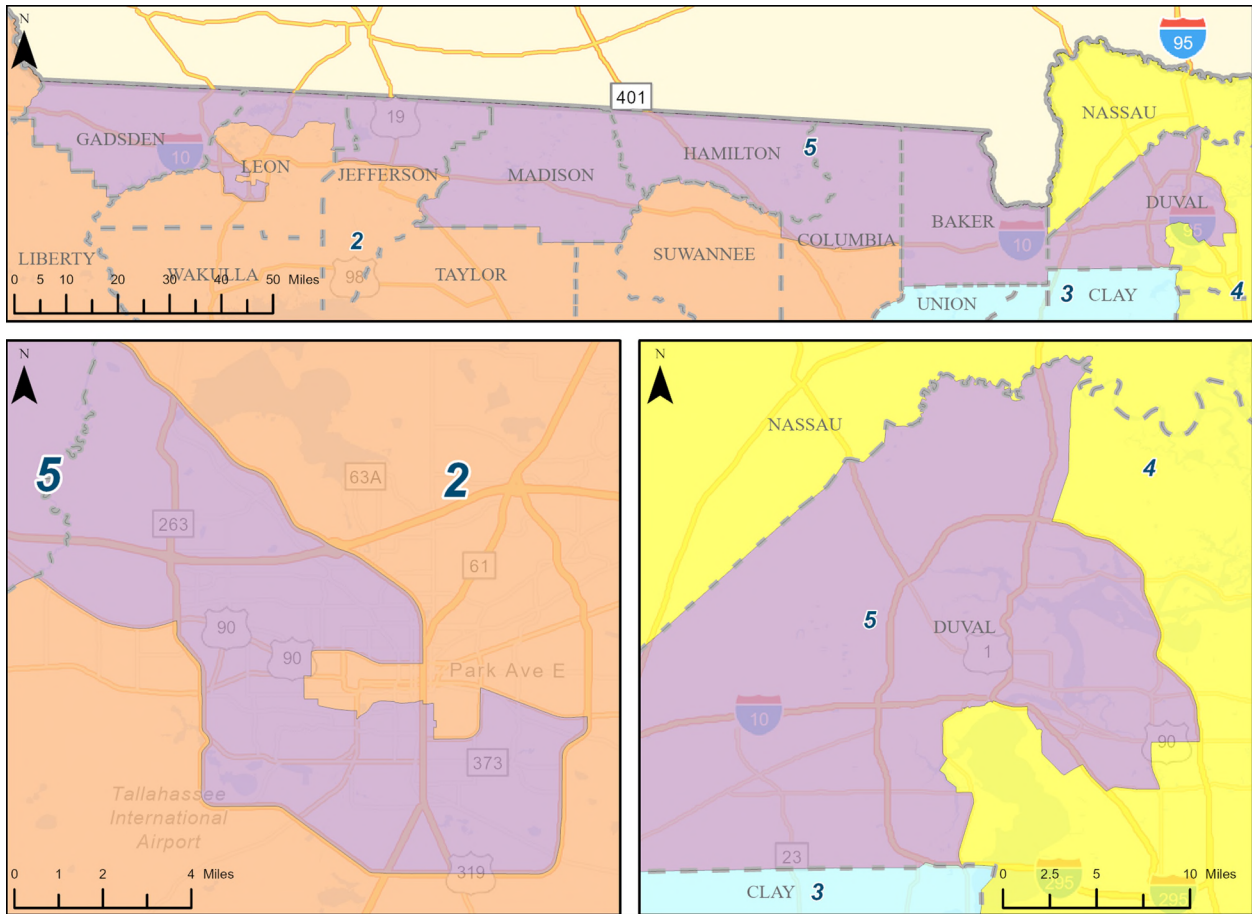 N
95
401
NASSAU
19
GADSDEN
10
LEON
JEFFERSON
MADISON
HAMILTON
5
DUVAL
95
BAKER
10
COLUMBIA
SUWANNEE
2
LIBERTY
WAKULLA
98
TAYLOR
UNION
3
CLAY
4
0 5 10 20 30 40 50 Miles
N
5
2
63A
263
61
90
90
Park Ave E
373
Tallahassee
International
Airport
319
0 1 2 4 Miles
N
NASSAU
4
5
DUVAL
1
10
90
23
CLAY
3
295
295
0 2.5 5 10 Miles